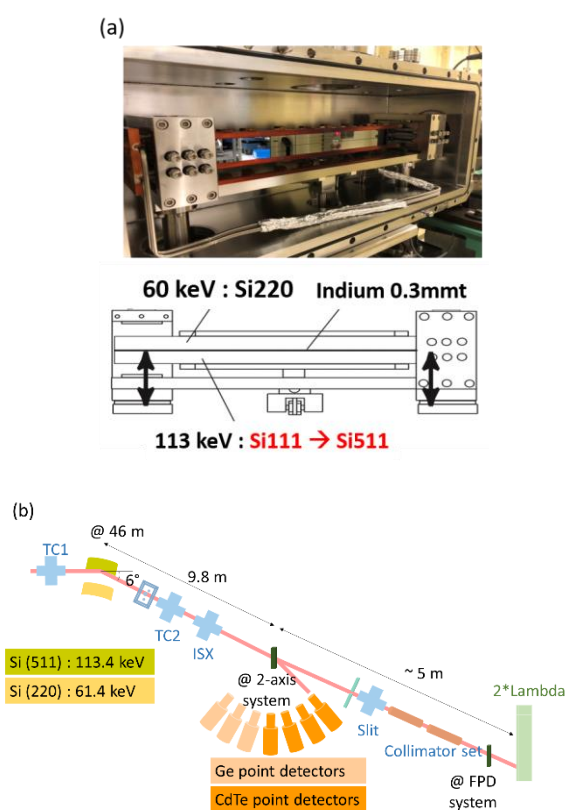 (a)
60 keV : Si220
Indium 0.3mmt
113 keV : Si111 → Si511
(b)
@ 46 m
TC1
6°
9.8 m
TC2
ISX
Si (511) : 113.4 keV
Si (220) : 61.4 keV
@ 2-axis
system
~ 5 m
2*Lambda
Slit
Collimator set
Ge point detectors
CdTe point detectors
@ FPD
system